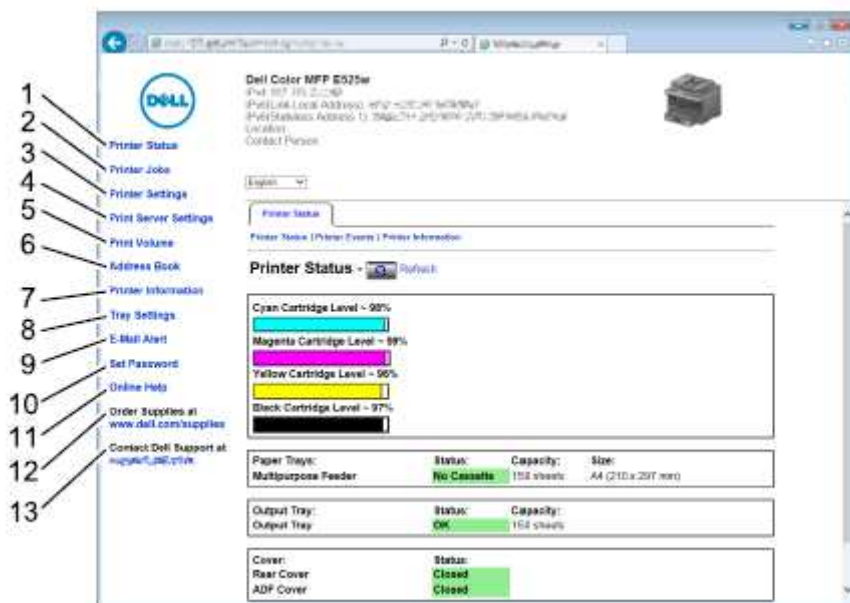 DELL
Dell Color MFP E525w
Location
Contact Person
English
1
Printer Status
2
Printer Jobs
3
Printer Settings
4
Print Server Settings
5
Print Volume
6
Address Book
7
Printer Information
8
Tray Settings
9
E-Mail Alert
10
Set Password
11
Online Help
12
Order Supplies at
www.dell.com/supplies
13
Contact Dell Support at
Printer Status
Printer Status | Printer Events | Printer Information
Printer Status - Refresh
Cyan Cartridge Level ~ 98%
Magenta Cartridge Level ~ 99%
Yellow Cartridge Level ~ 96%
Black Cartridge Level ~ 97%
Paper Trays: Status: Capacity: Size:
Multipurpose Feeder No Cassette 150 sheets A4 (210 x 297 mm)
Output Tray: Status: Capacity:
Output Tray OK 150 sheets
Cover: Status:
Rear Cover Closed
ADF Cover Closed